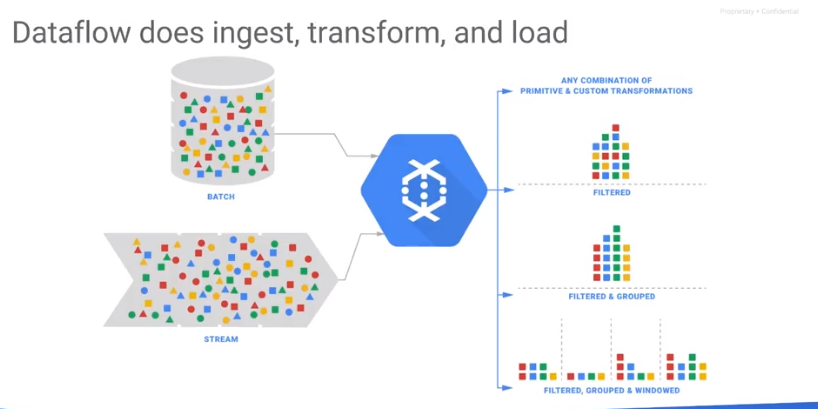 Proprietary + Confidential
Dataflow does ingest, transform, and load
BATCH
STREAM
ANY COMBINATION OF
PRIMITIVE & CUSTOM TRANSFORMATIONS
FILTERED
FILTERED & GROUPED
FILTERED, GROUPED & WINDOWED